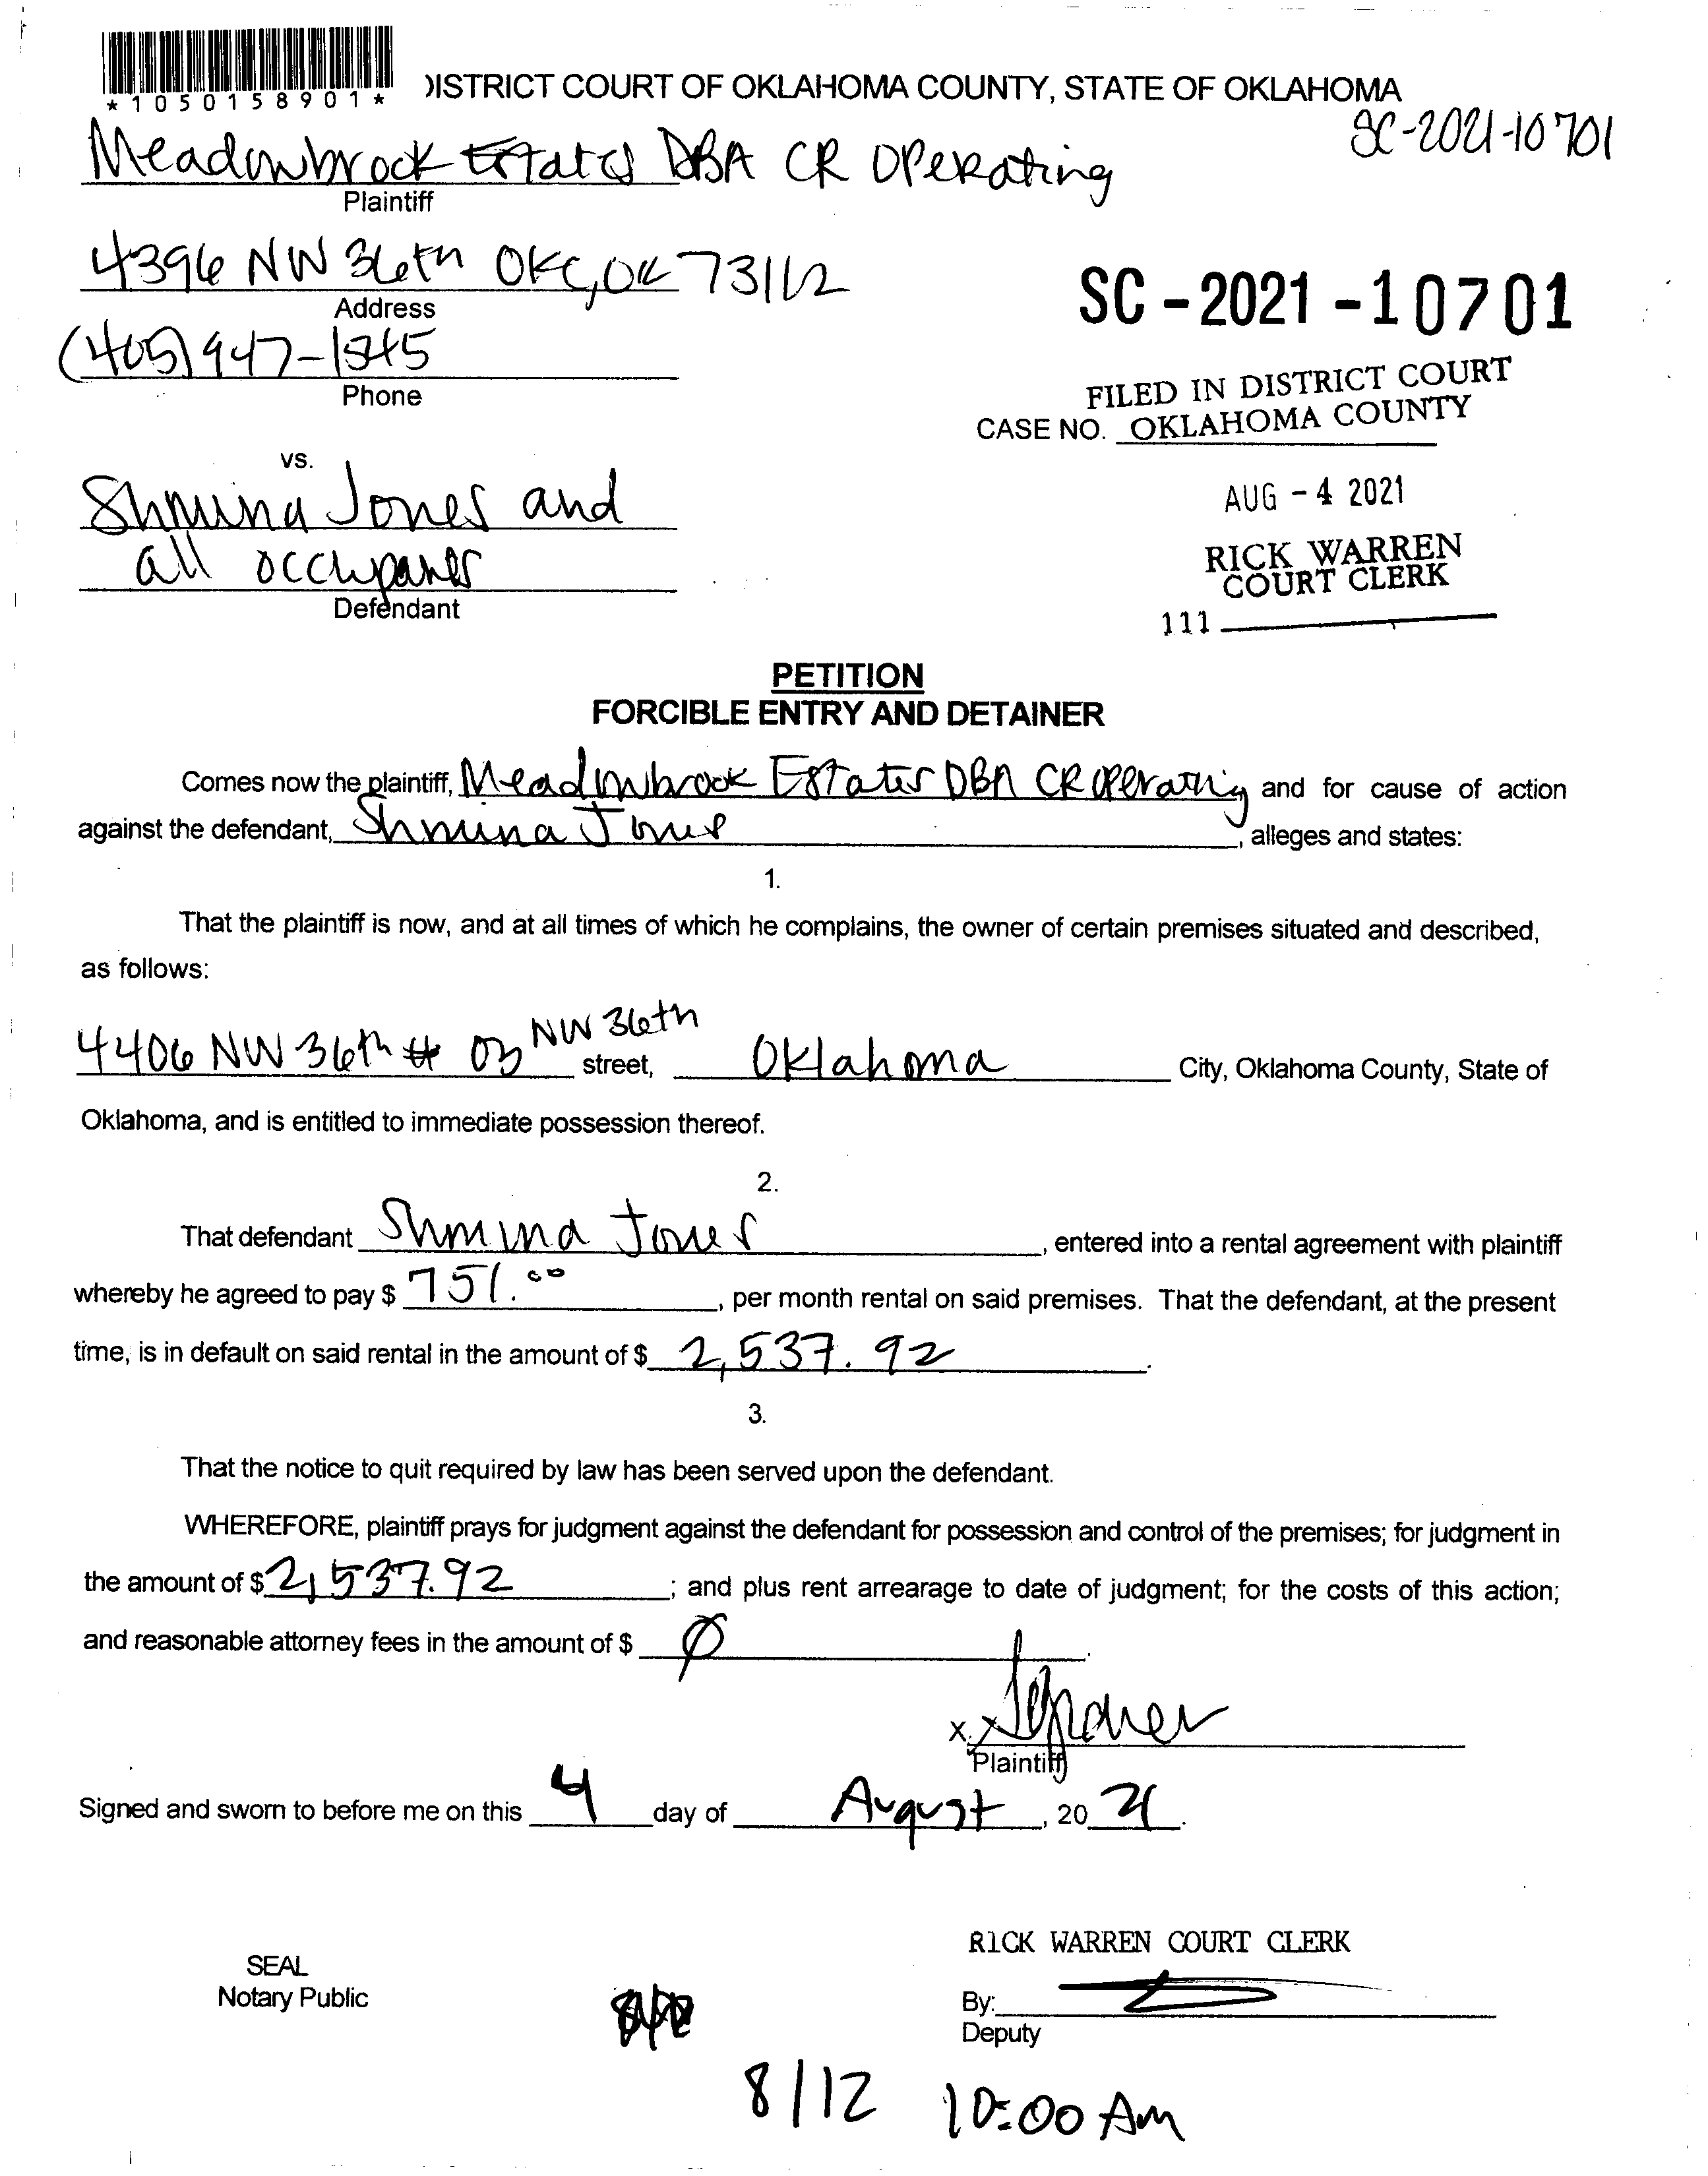 *1050158901*
DISTRICT COURT OF OKLAHOMA COUNTY, STATE OF OKLAHOMA
SC-2021-10701
Meadowbrook Estates DBA CR Operating
Plaintiff
4396 NW 36th OKC, OK 73112
Address
SC-2021-10701
(405) 947-1545
Phone
FILED IN DISTRICT COURT
CASE NO. OKLAHOMA COUNTY
vs.
AUG - 4 2021
Shmina Jones and
all occupants
Defendant
RICK WARREN
COURT CLERK
111
PETITION
FORCIBLE ENTRY AND DETAINER
Comes now the plaintiff, Meadowbrook Estates DBA CR Operating and for cause of action
against the defendant, Shmina Jones, alleges and states:
1.
That the plaintiff is now, and at all times of which he complains, the owner of certain premises situated and described,
as follows:
4406 NW 36th # 03 NW 36th street, Oklahoma City, Oklahoma County, State of
Oklahoma, and is entitled to immediate possession thereof.
2.
That defendant Shmina Jones, entered into a rental agreement with plaintiff
whereby he agreed to pay $ 751.00, per month rental on said premises. That the defendant, at the present
time, is in default on said rental in the amount of $ 2,537.92.
3.
That the notice to quit required by law has been served upon the defendant.
WHEREFORE, plaintiff prays for judgment against the defendant for possession and control of the premises; for judgment in
the amount of $ 2,537.92; and plus rent arrearage to date of judgment; for the costs of this action;
and reasonable attorney fees in the amount of $ 0.
X
Plaintiff
Signed and sworn to before me on this 4 day of August, 2021.
RICK WARREN COURT CLERK
SEAL
Notary Public
By:
Deputy
8/12 10:00 Am